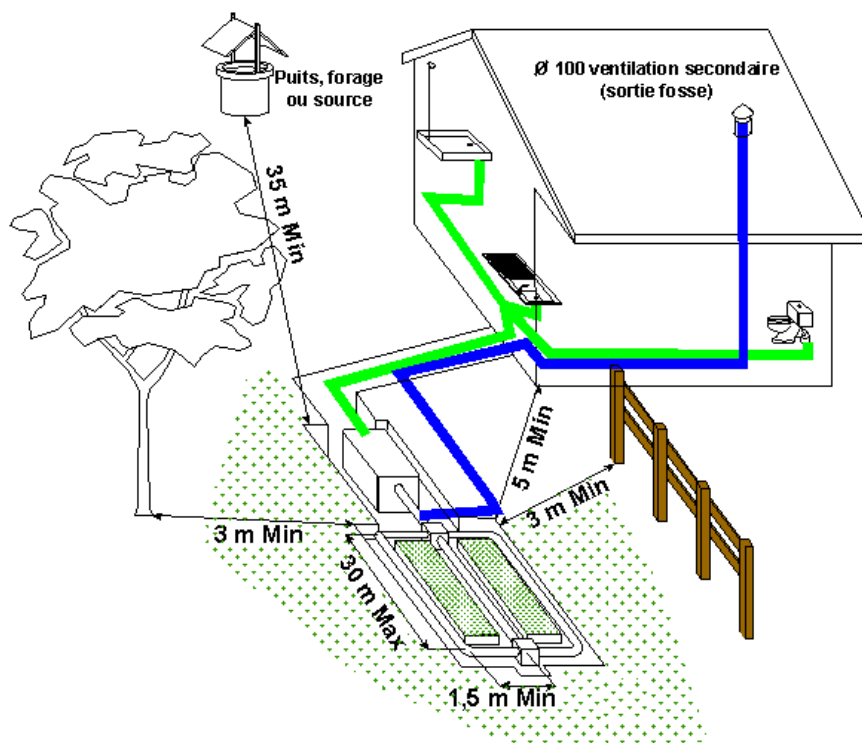 Puits, forage
ou source
Ø 100 ventilation secondaire
(sortie fosse)
35 m Min
5 m Min
3 m Min
3 m Min
30 m Max
1,5 m Min